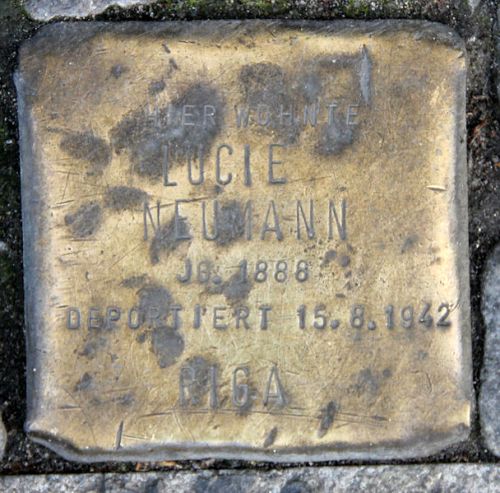 HIER WOHNTE
LUCIE
NEUMANN
JG. 1888
DEPORTIERT 15.8.1942
RIGA